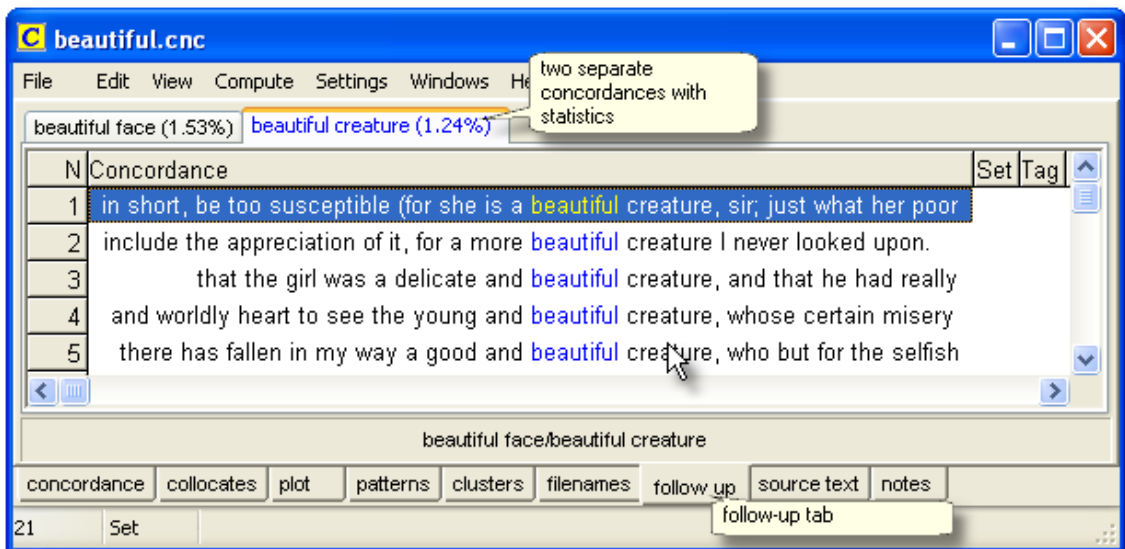 C beautiful.cnc
File Edit View Compute Settings Windows
two separate
concordances with
statistics
beautiful face (1.53%) beautiful creature (1.24%)
N Concordance Set Tag
1 in short, be too susceptible (for she is a beautiful creature, sir; just what her poor
2 include the appreciation of it, for a more beautiful creature I never looked upon.
3 that the girl was a delicate and beautiful creature, and that he had really
4 and worldly heart to see the young and beautiful creature, whose certain misery
5 there has fallen in my way a good and beautiful creature, who but for the selfish
beautiful face/beautiful creature
concordance collocates plot patterns clusters filenames follow up source text notes
follow-up tab
21 Set